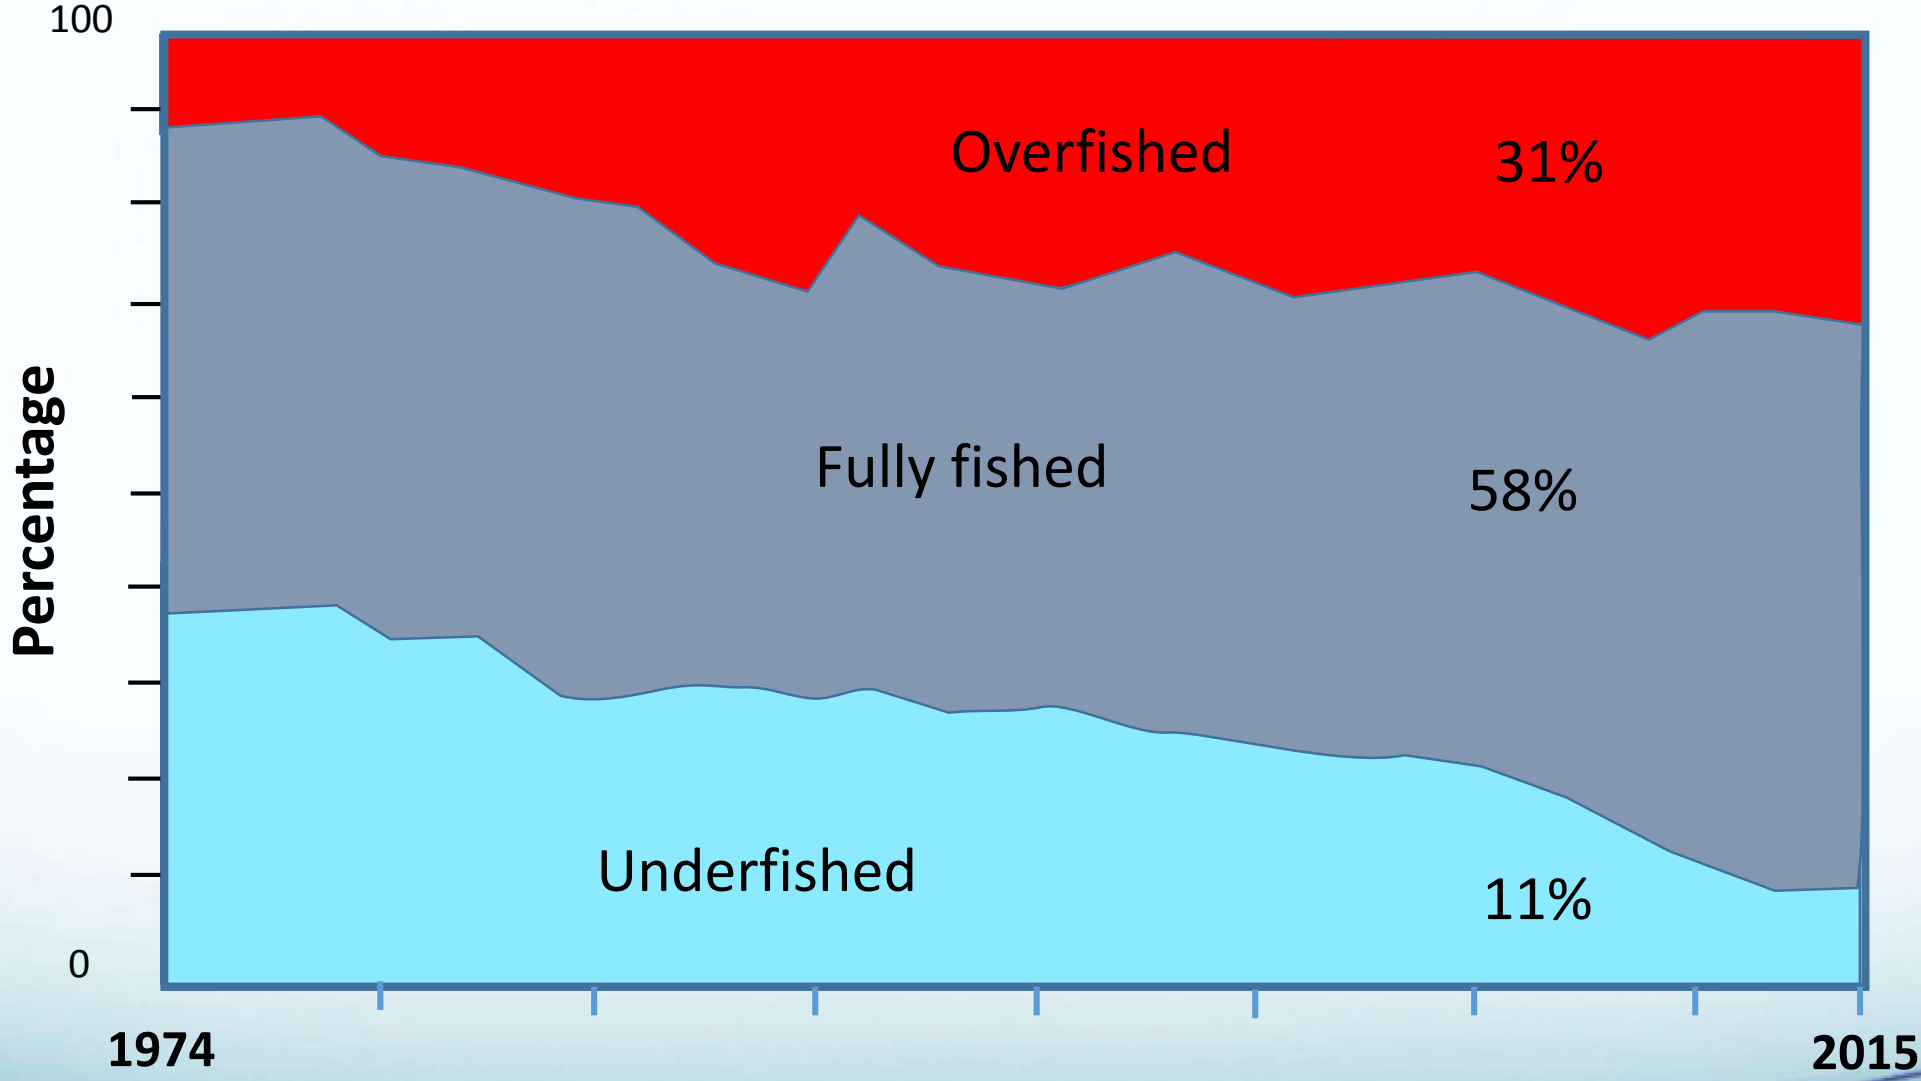 100
Overfished 31%
Percentage
Fully fished 58%
Underfished 11%
0
1974 2015